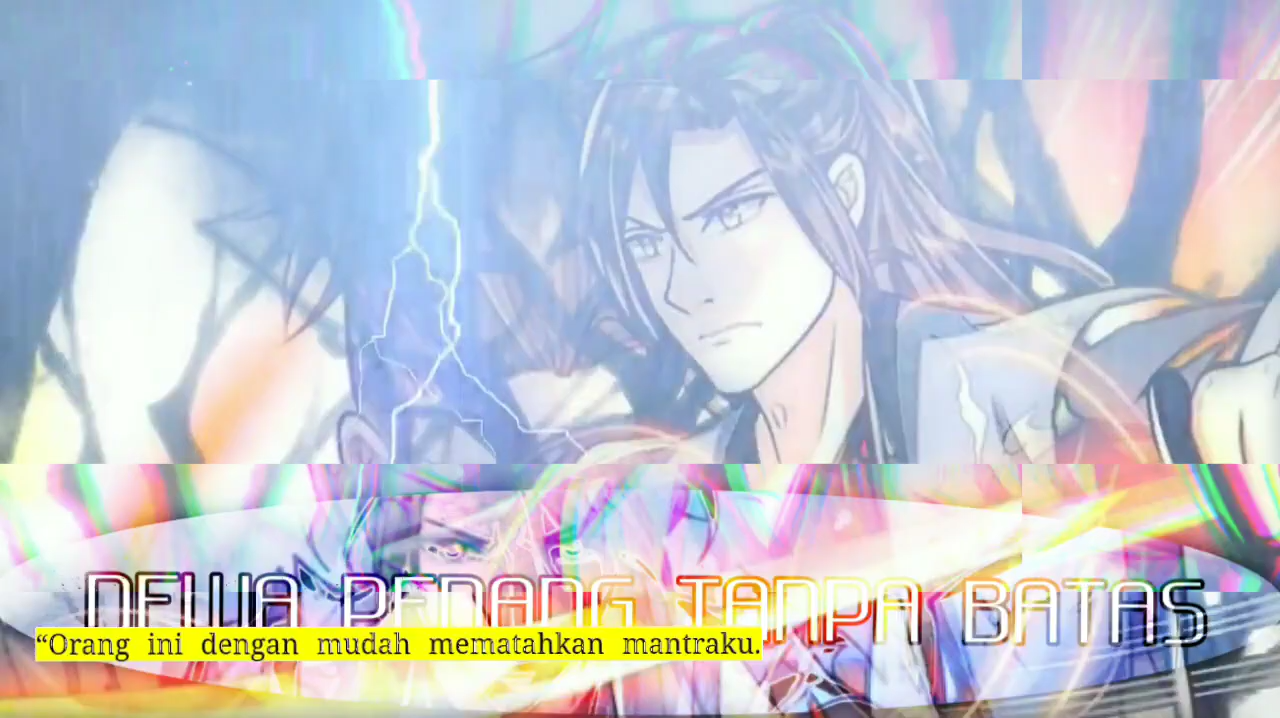 DEWA PEDANG TANPA BATAS
“Orang ini dengan mudah mematahkan mantraku.